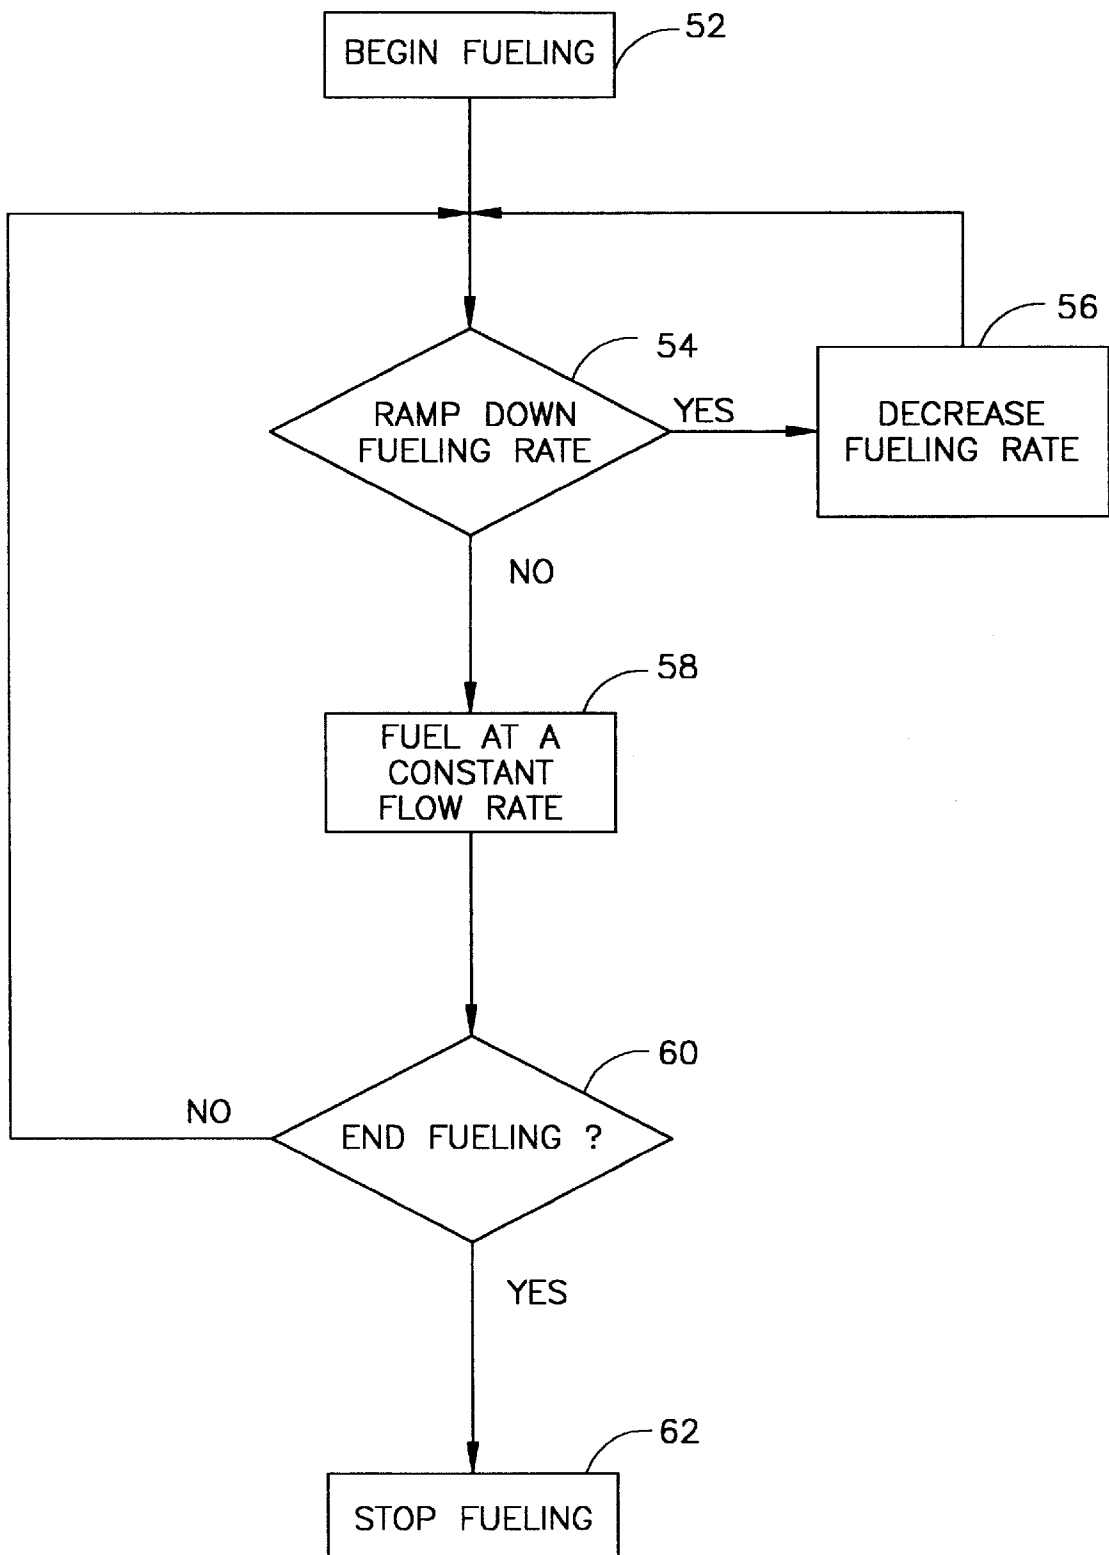 BEGIN FUELING
52
54
RAMP DOWN
FUELING RATE
YES
56
DECREASE
FUELING RATE
NO
58
FUEL AT A
CONSTANT
FLOW RATE
60
NO
END FUELING ?
YES
62
STOP FUELING